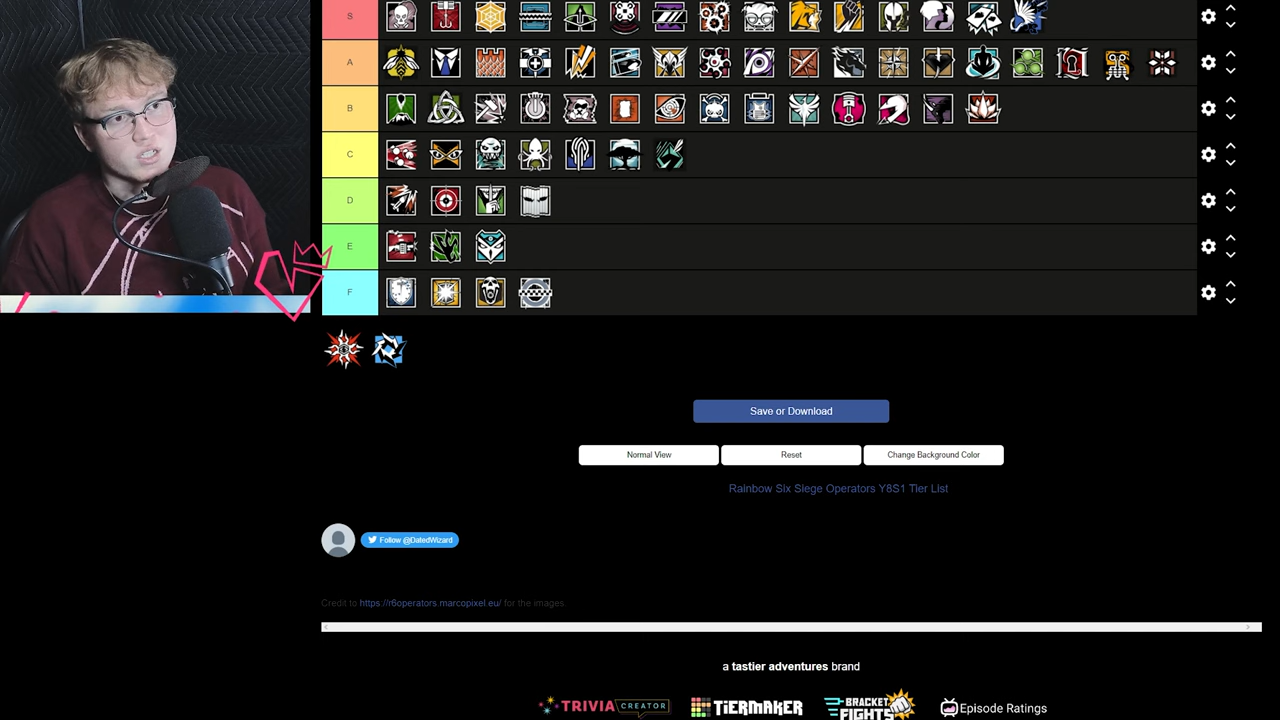 S
A
B
C
D
E
F
Save or Download
Normal View
Reset
Change Background Color
Rainbow Six Siege Operators Y8S1 Tier List
Follow @DatedWizard
Credit to https://r6operators.marcopixel.eu/ for the images.
a tastier adventures brand
TRIVIA CREATOR
TIERMAKER
BRACKET FIGHTS
Episode Ratings